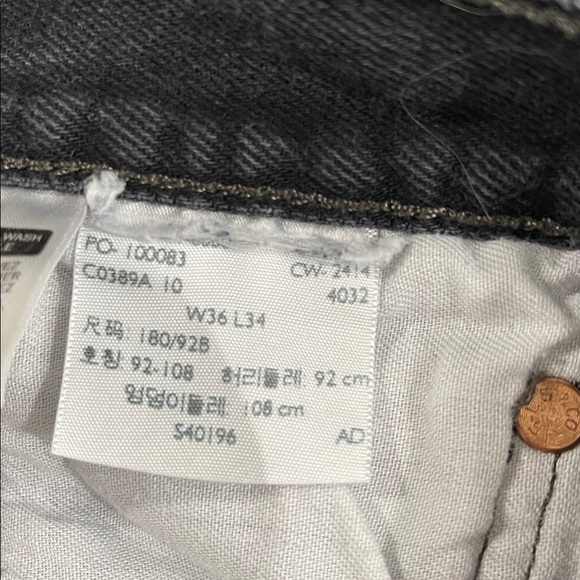 WASH
PO- 100083
CW- 2414
C0389A 10
4032
W36 L34
尺码: 180/92B
호칭 92-108 허리둘레 92 cm
엉덩이둘레 108 cm
S40196 AD